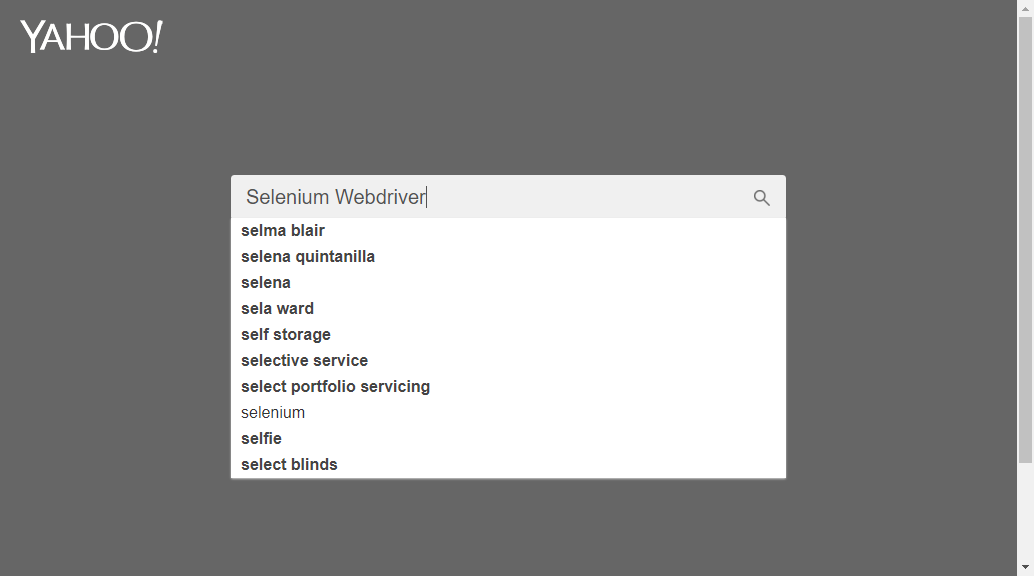 YAHOO!
Selenium Webdriver
selma blair
selena quintanilla
selena
sela ward
self storage
selective service
select portfolio servicing
selenium
selfie
select blinds